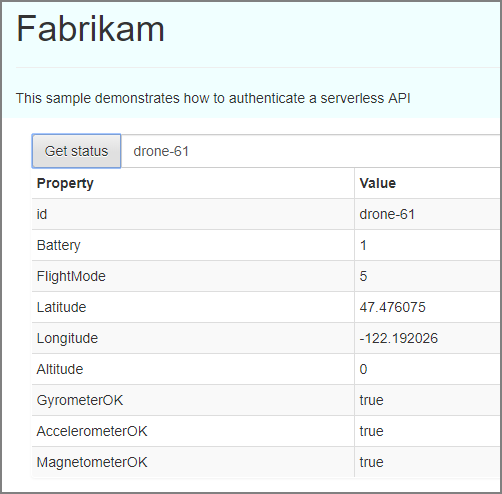 Fabrikam
This sample demonstrates how to authenticate a serverless API
Get status drone-61
Property Value
id drone-61
Battery 1
FlightMode 5
Latitude 47.476075
Longitude -122.192026
Altitude 0
GyrometerOK true
AccelerometerOK true
MagnetometerOK true